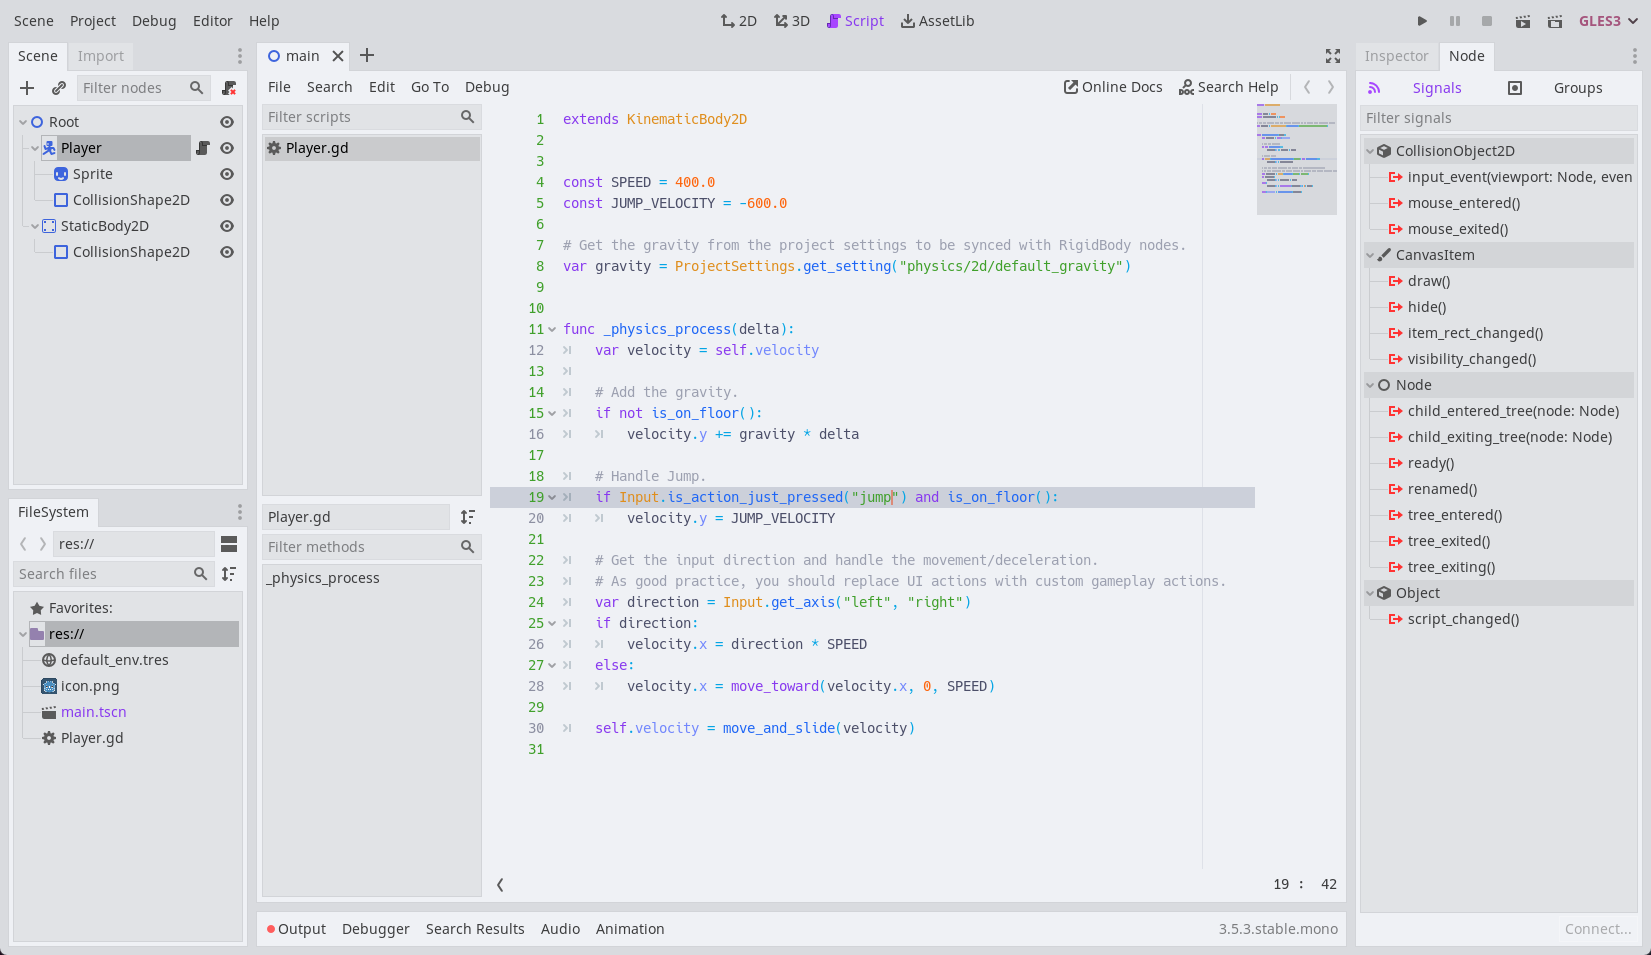 Scene Project Debug Editor Help
2D 3D Script AssetLib
GLES3
Scene Import
Filter nodes
Root
Player
Sprite
CollisionShape2D
StaticBody2D
CollisionShape2D
FileSystem
res://
Search files
Favorites:
res://
default_env.tres
icon.png
main.tscn
Player.gd
main
File Search Edit Go To Debug
Online Docs Search Help
Filter scripts
Player.gd
Player.gd
Filter methods
_physics_process
1 extends KinematicBody2D
2
3
4 const SPEED = 400.0
5 const JUMP_VELOCITY = -600.0
6
7 # Get the gravity from the project settings to be synced with RigidBody nodes.
8 var gravity = ProjectSettings.get_setting("physics/2d/default_gravity")
9
10
11 func _physics_process(delta):
12 var velocity = self.velocity
13
14 # Add the gravity.
15 if not is_on_floor():
16 velocity.y += gravity * delta
17
18 # Handle Jump.
19 if Input.is_action_just_pressed("jump") and is_on_floor():
20 velocity.y = JUMP_VELOCITY
21
22 # Get the input direction and handle the movement/deceleration.
23 # As good practice, you should replace UI actions with custom gameplay actions.
24 var direction = Input.get_axis("left", "right")
25 if direction:
26 velocity.x = direction * SPEED
27 else:
28 velocity.x = move_toward(velocity.x, 0, SPEED)
29
30 self.velocity = move_and_slide(velocity)
31
19 : 42
Output Debugger Search Results Audio Animation
3.5.3.stable.mono
Inspector Node
Signals Groups
Filter signals
CollisionObject2D
input_event(viewport: Node, even
mouse_entered()
mouse_exited()
CanvasItem
draw()
hide()
item_rect_changed()
visibility_changed()
Node
child_entered_tree(node: Node)
child_exiting_tree(node: Node)
ready()
renamed()
tree_entered()
tree_exited()
tree_exiting()
Object
script_changed()
Connect...